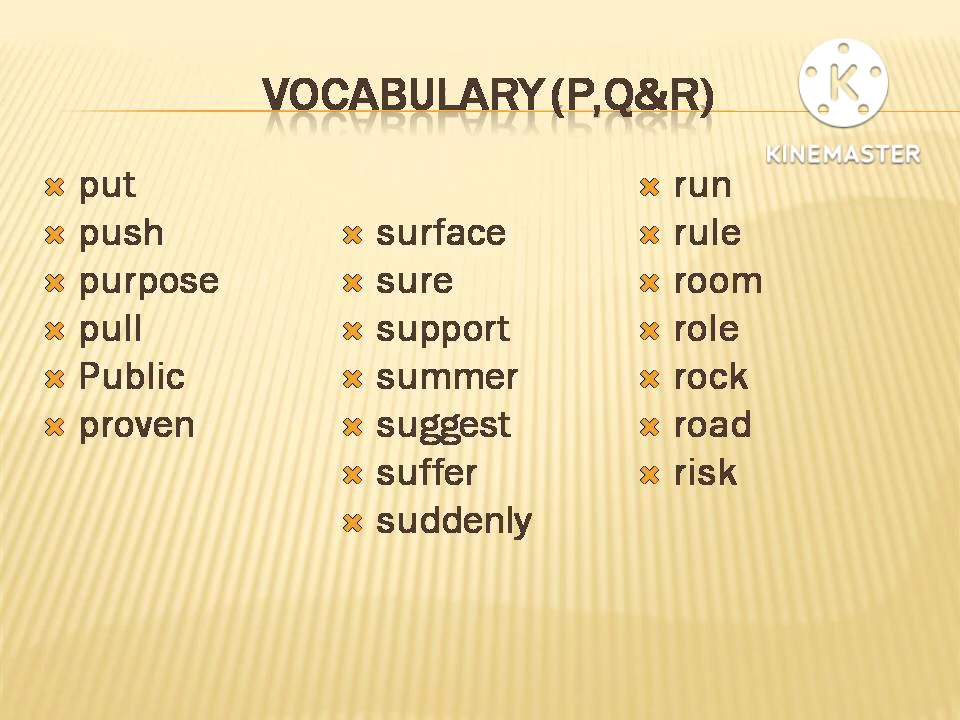 VOCABULARY (P,Q&R)
KINEMASTER
put
push
purpose
pull
Public
proven
surface
sure
support
summer
suggest
suffer
suddenly
run
rule
room
role
rock
road
risk